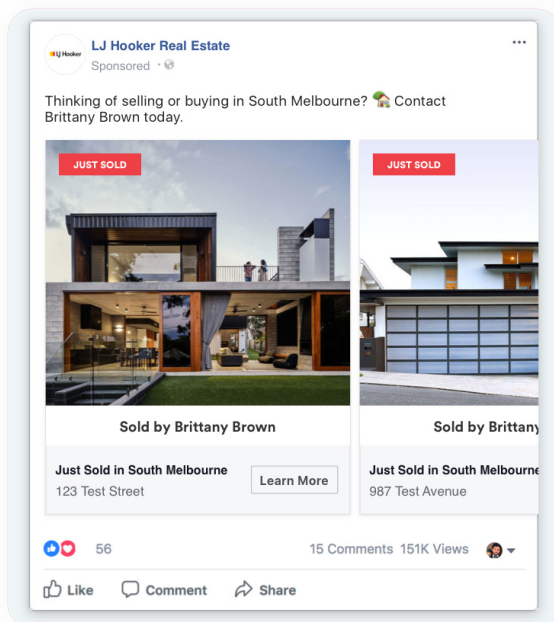 LJ Hooker
LJ Hooker Real Estate
Sponsored ·
Thinking of selling or buying in South Melbourne? 🏡 Contact
Brittany Brown today.
JUST SOLD
JUST SOLD
Sold by Brittany Brown
Sold by Brittany
Just Sold in South Melbourne
123 Test Street
Learn More
Just Sold in South Melbourne
987 Test Avenue
56
15 Comments 151K Views
Like Comment Share